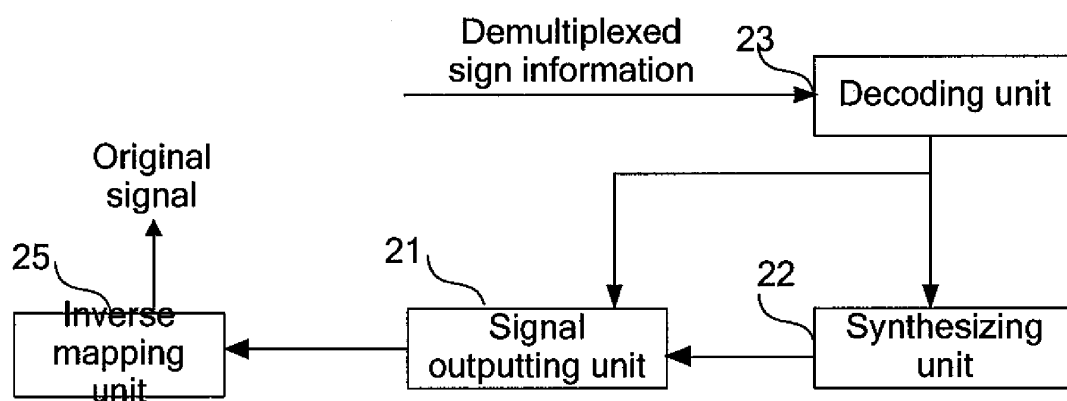 Demultiplexed
sign information
23
Decoding unit
Original
signal
25
21
22
Inverse
mapping
unit
Signal
outputting unit
Synthesizing
unit